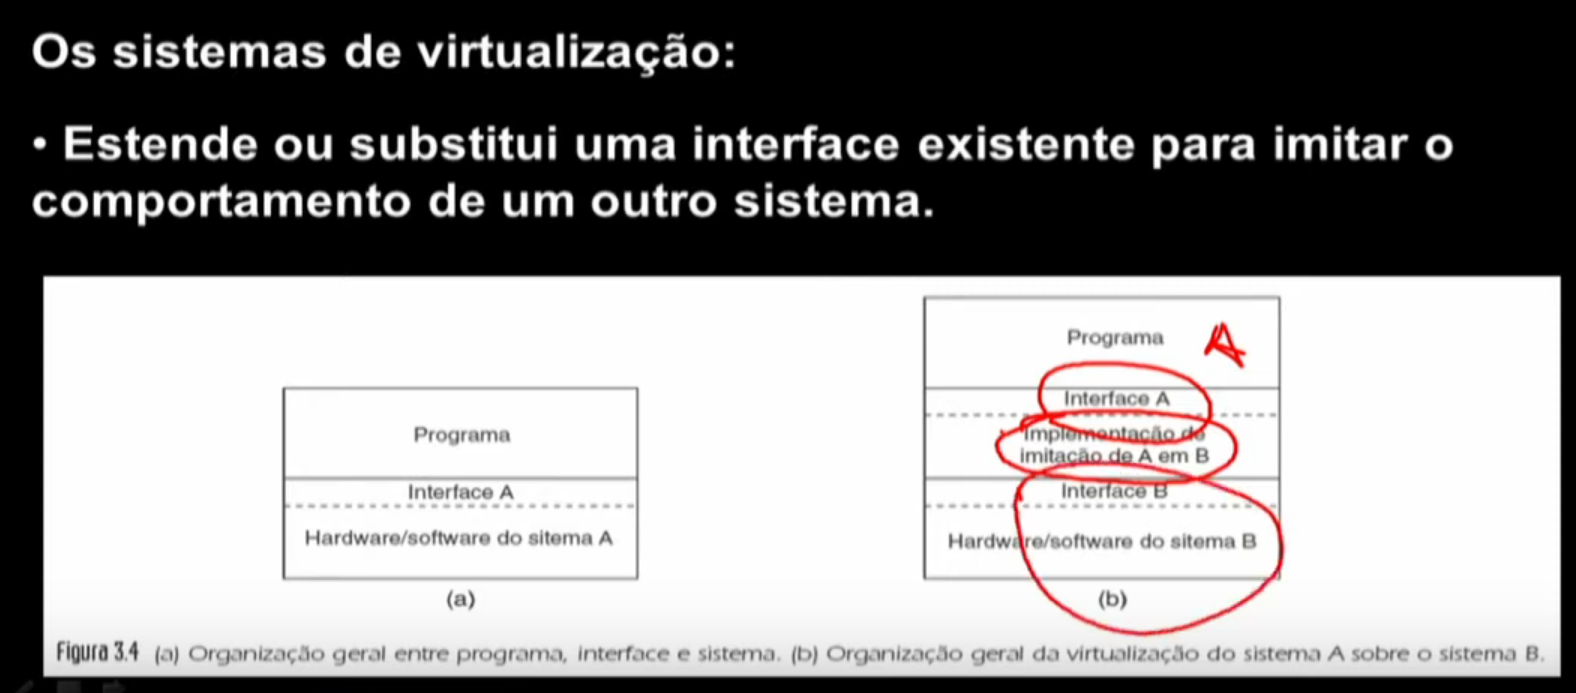 Os sistemas de virtualização:
• Estende ou substitui uma interface existente para imitar o
comportamento de um outro sistema.
Programa
Interface A
Hardware/software do sitema A
(a)
Programa A
Interface A
Implementação de
imitação de A em B
Interface B
Hardware/software do sitema B
(b)
Figura 3.4 (a) Organização geral entre programa, interface e sistema. (b) Organização geral da virtualização do sistema A sobre o sistema B.